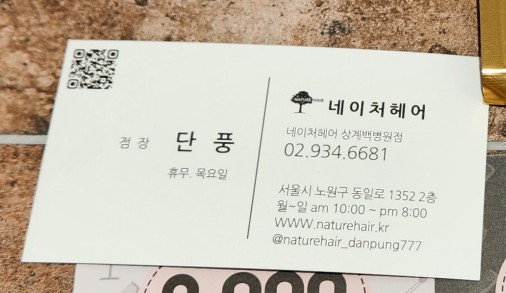 점 장 단 풍
휴무. 목요일
NATURE HAIR
네이처헤어
네이처헤어 상계백병원점
02.934.6681
서울시 노원구 동일로 1352 2층
월~일 am 10:00 ~ pm 8:00
WWW.naturehair.kr
@naturehair_danpung777